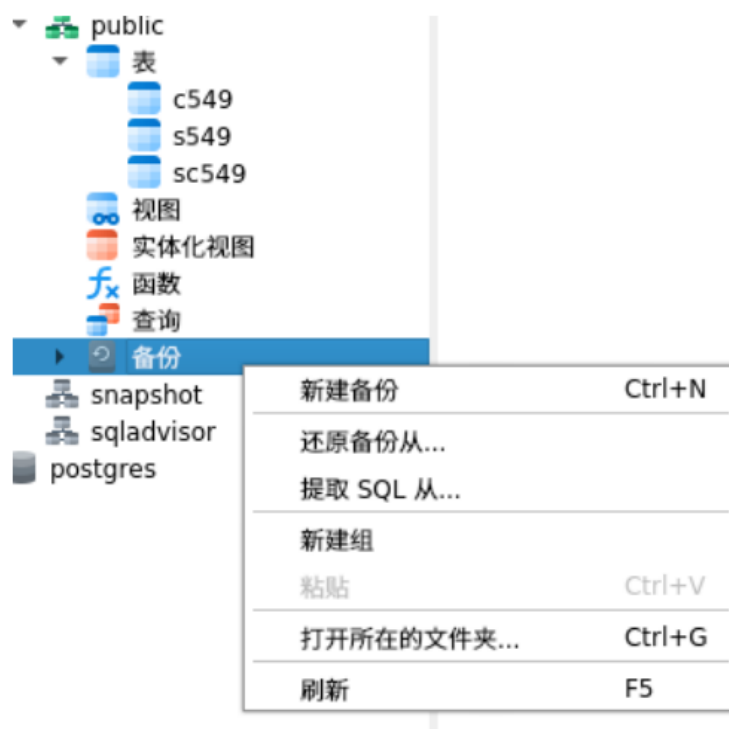 public
表
c549
s549
sc549
视图
实体化视图
函数
查询
备份
snapshot
sqladvisor
postgres
新建备份 Ctrl+N
还原备份从...
提取 SQL 从...
新建组
粘贴 Ctrl+V
打开所在的文件夹... Ctrl+G
刷新 F5